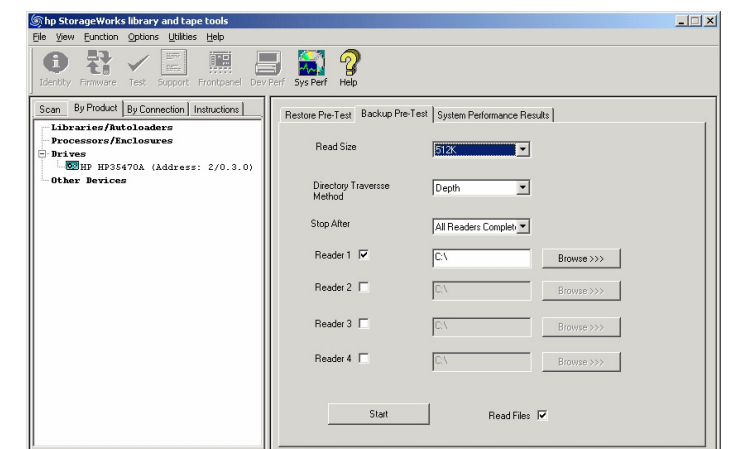 hp StorageWorks library and tape tools
File View Function Options Utilities Help
Identity Firmware Test Support Frontpanel Dev Perf Sys Perf Help
Scan By Product By Connection Instructions
Libraries/Autoloaders
Processors/Enclosures
Drives
HP HP35470A (Address: 2/0.3.0)
Other Devices
Restore Pre-Test Backup Pre-Test System Performance Results
Read Size 512K
Directory Traversse
Method
Depth
Stop After All Readers Complet
Reader 1 C:\ Browse >>>
Reader 2 C:\ Browse >>>
Reader 3 C:\ Browse >>>
Reader 4 C:\ Browse >>>
Start Read Files